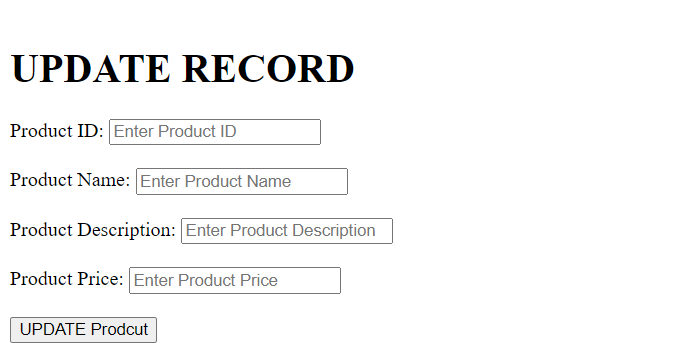 UPDATE RECORD
Product ID: Enter Product ID
Product Name: Enter Product Name
Product Description: Enter Product Description
Product Price: Enter Product Price
UPDATE Prodcut